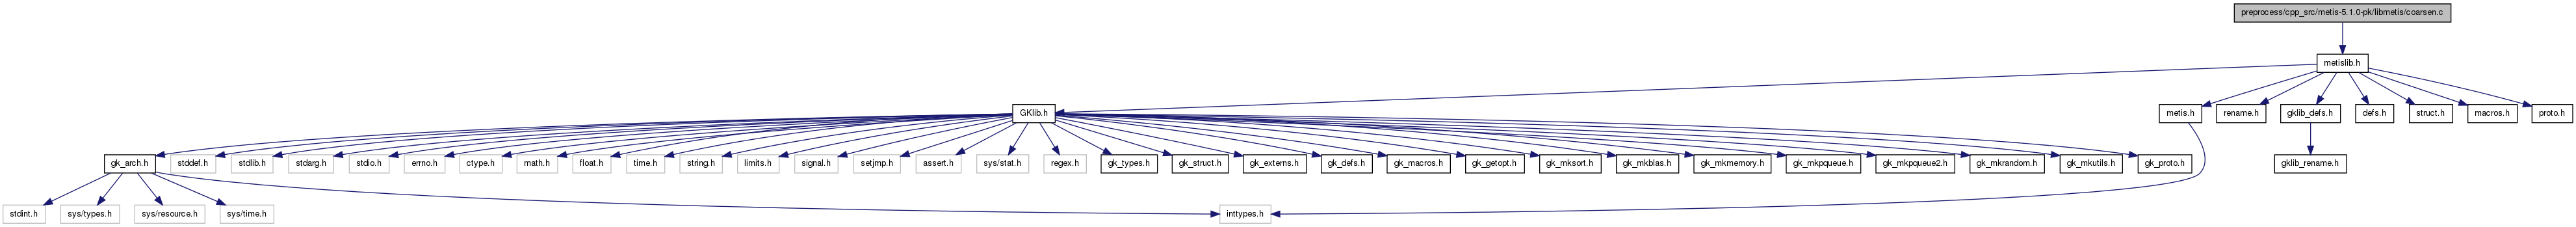 preprocess/cpp_src/metis-5.1.0-pk/libmetis/coarsen.c
metislib.h
GKlib.h
metis.h
rename.h
gklib_defs.h
defs.h
struct.h
macros.h
proto.h
gk_arch.h
stddef.h
stdlib.h
stdarg.h
stdio.h
errno.h
ctype.h
math.h
float.h
time.h
string.h
limits.h
signal.h
setjmp.h
assert.h
sys/stat.h
regex.h
gk_types.h
gk_struct.h
gk_externs.h
gk_defs.h
gk_macros.h
gk_getopt.h
gk_mksort.h
gk_mkblas.h
gk_mkmemory.h
gk_mkpqueue.h
gk_mkpqueue2.h
gk_mkrandom.h
gk_mkutils.h
gk_proto.h
gklib_rename.h
stdint.h
sys/types.h
sys/resource.h
sys/time.h
inttypes.h